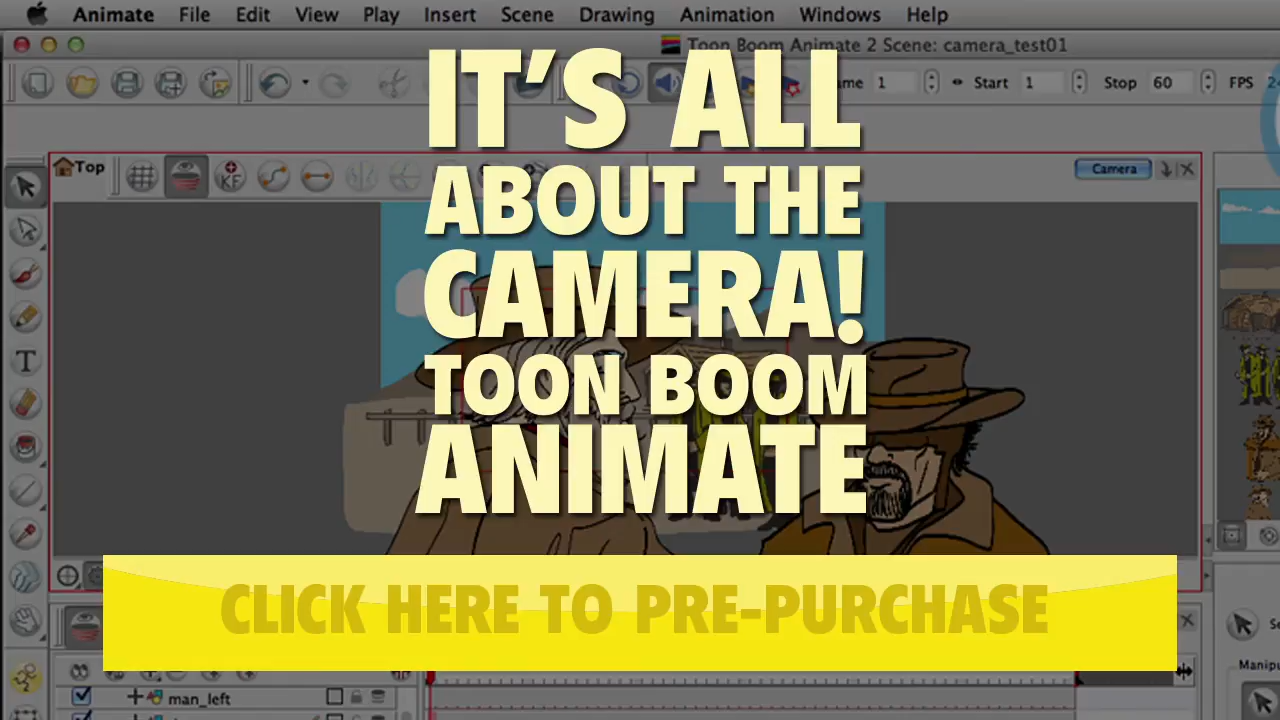 Animate File Edit View Play Insert Scene Drawing Animation Windows Help
Toon Boom Animate 2 Scene: camera_test01
1 Start 1 Stop 60 FPS
IT'S ALL
Top KF Camera
ABOUT THE
CAMERA!
T
TOON BOOM
ANIMATE
CLICK HERE TO PRE-PURCHASE
man_left